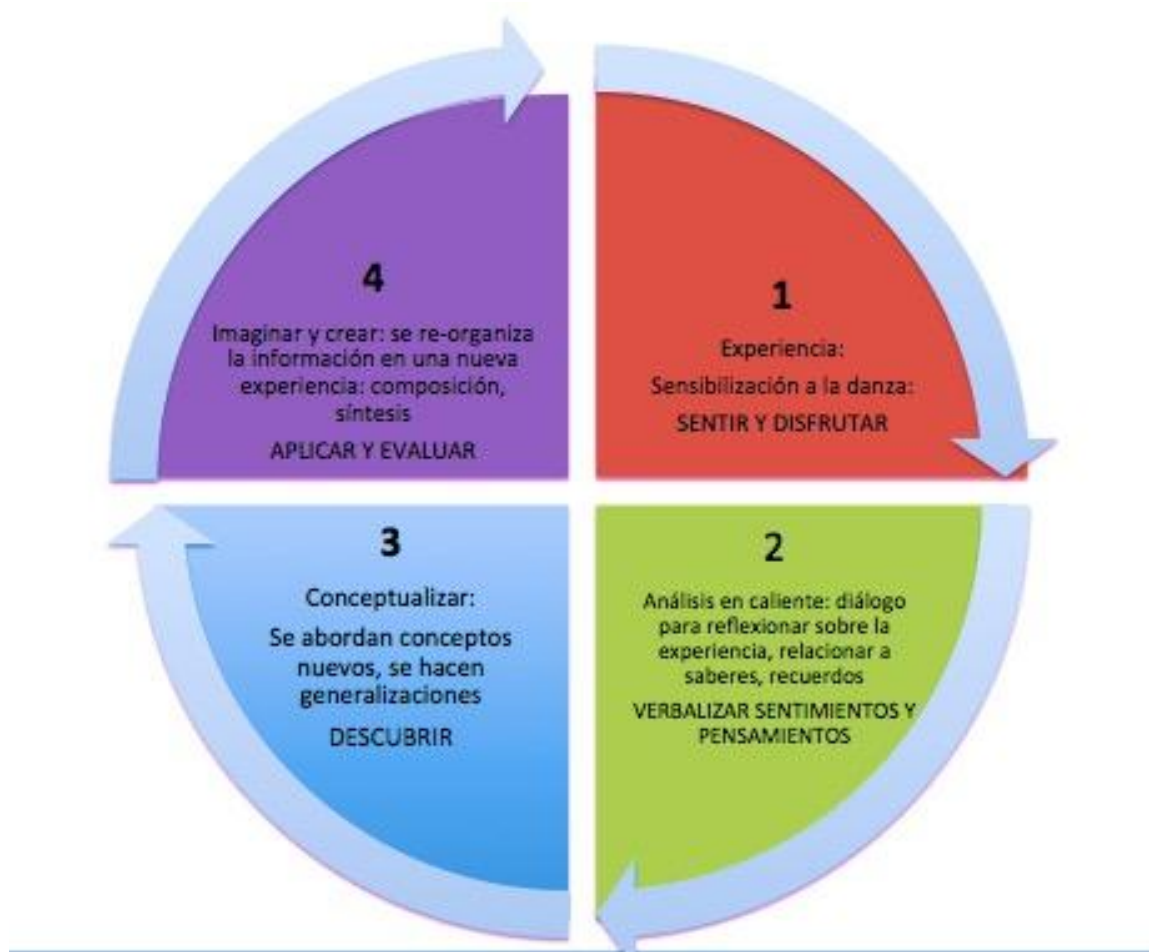 1
Experiencia:
Sensibilización a la danza:
SENTIR Y DISFRUTAR
2
Análisis en caliente: diálogo
para reflexionar sobre la
experiencia, relacionar a
saberes, recuerdos
VERBALIZAR SENTIMIENTOS Y
PENSAMIENTOS
3
Conceptualizar:
Se abordan conceptos
nuevos, se hacen
generalizaciones
DESCUBRIR
4
Imaginar y crear: se re-organiza
la información en una nueva
experiencia: composición,
síntesis
APLICAR Y EVALUAR